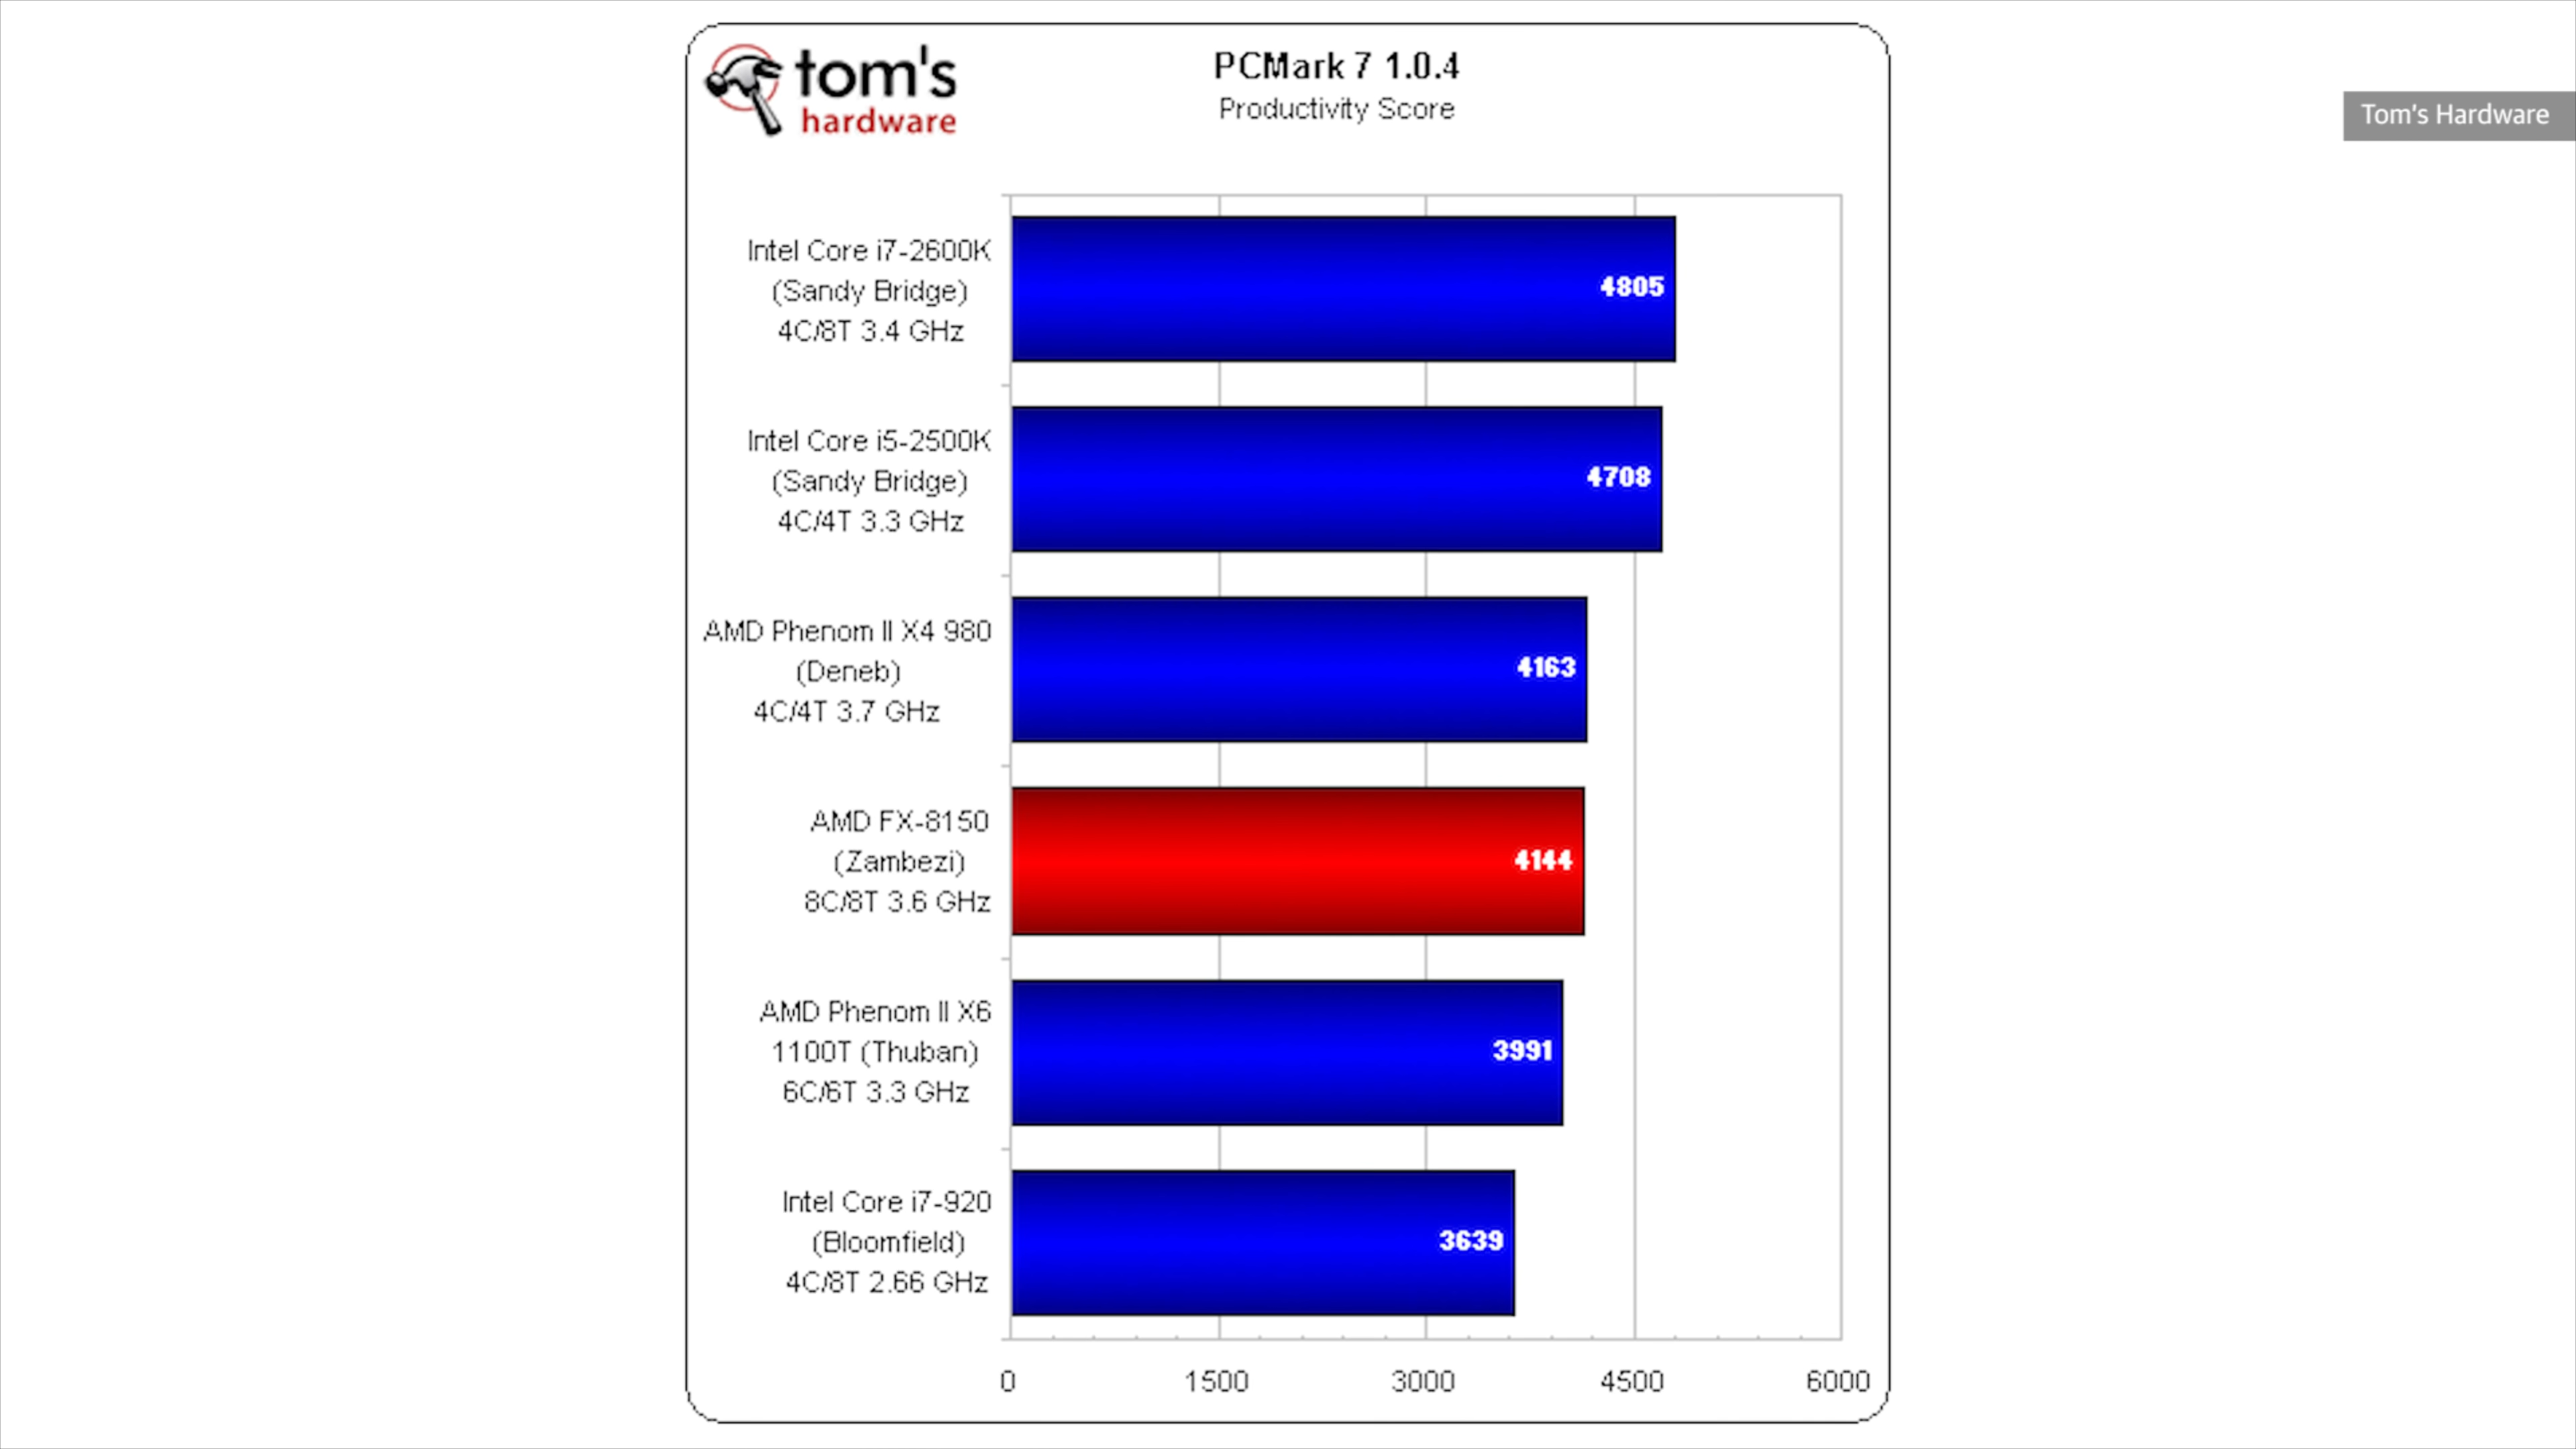 tom's
hardware
PCMark 7 1.0.4
Productivity Score
Tom's Hardware
Intel Core i7-2600K
(Sandy Bridge)
4C/8T 3.4 GHz
4805
Intel Core i5-2500K
(Sandy Bridge)
4C/4T 3.3 GHz
4708
AMD Phenom II X4 980
(Deneb)
4C/4T 3.7 GHz
4163
AMD FX-8150
(Zambezi)
8C/8T 3.6 GHz
4144
AMD Phenom II X6
1100T (Thuban)
6C/6T 3.3 GHz
3991
Intel Core i7-920
(Bloomfield)
4C/8T 2.66 GHz
3639
0 1500 3000 4500 6000